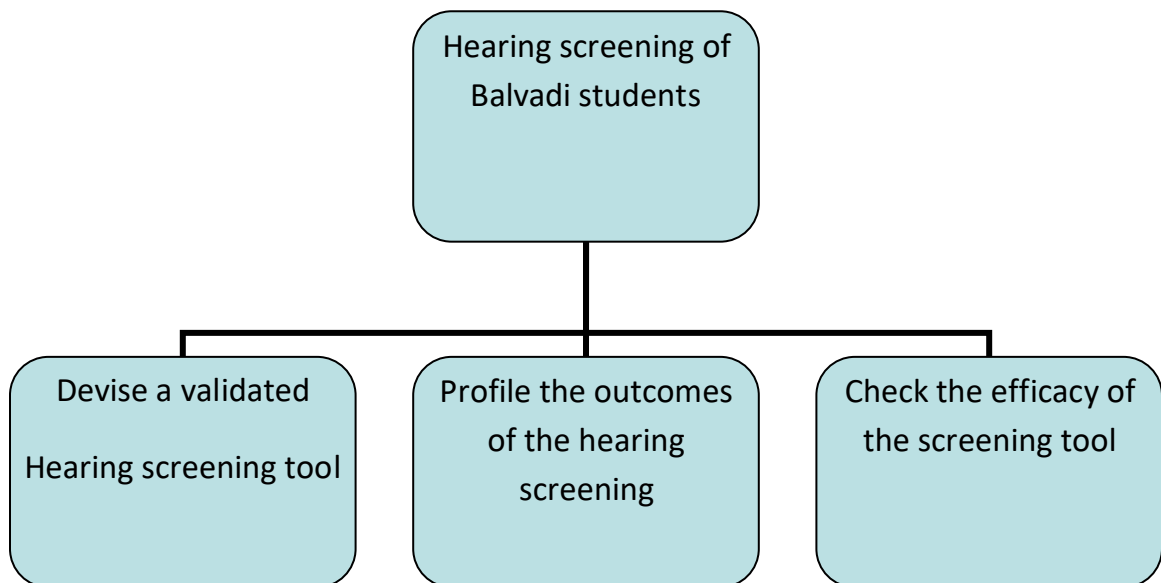 Hearing screening of
Balvadi students
Devise a validated
Hearing screening tool
Profile the outcomes
of the hearing
screening
Check the efficacy of
the screening tool